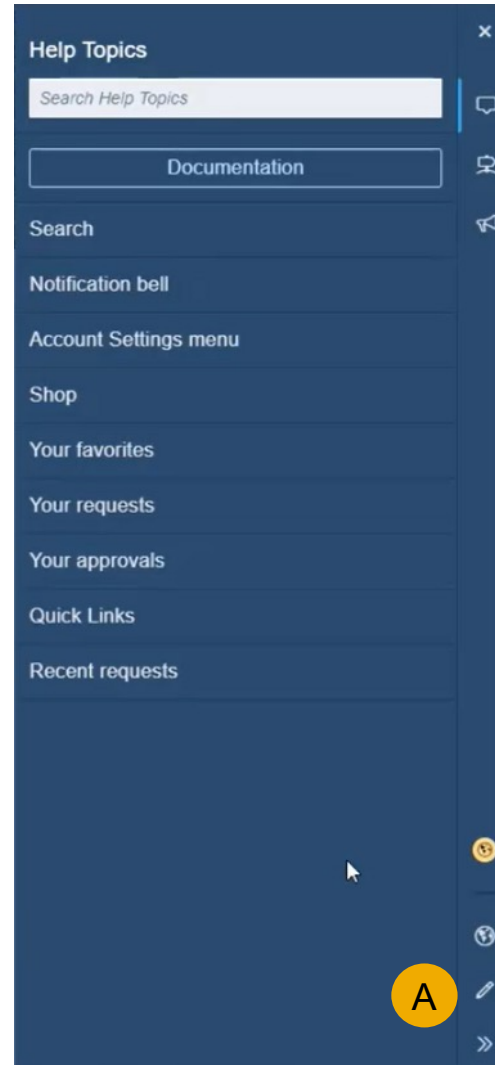 Help Topics
Search Help Topics
Documentation
Search
Notification bell
Account Settings menu
Shop
Your favorites
Your requests
Your approvals
Quick Links
Recent requests
A